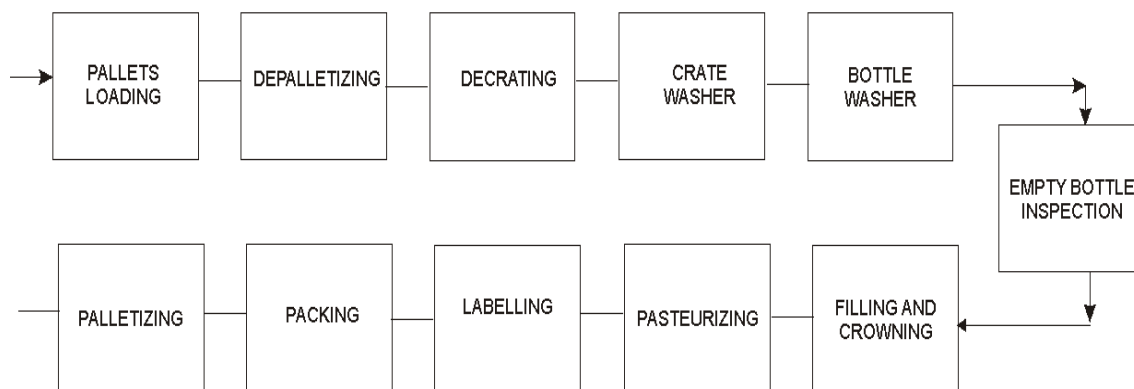 PALLETS
LOADING
DEPALLETIZING
DECRATING
CRATE
WASHER
BOTTLE
WASHER
EMPTY BOTTLE
INSPECTION
PALLETIZING
PACKING
LABELLING
PASTEURIZING
FILLING AND
CROWNING